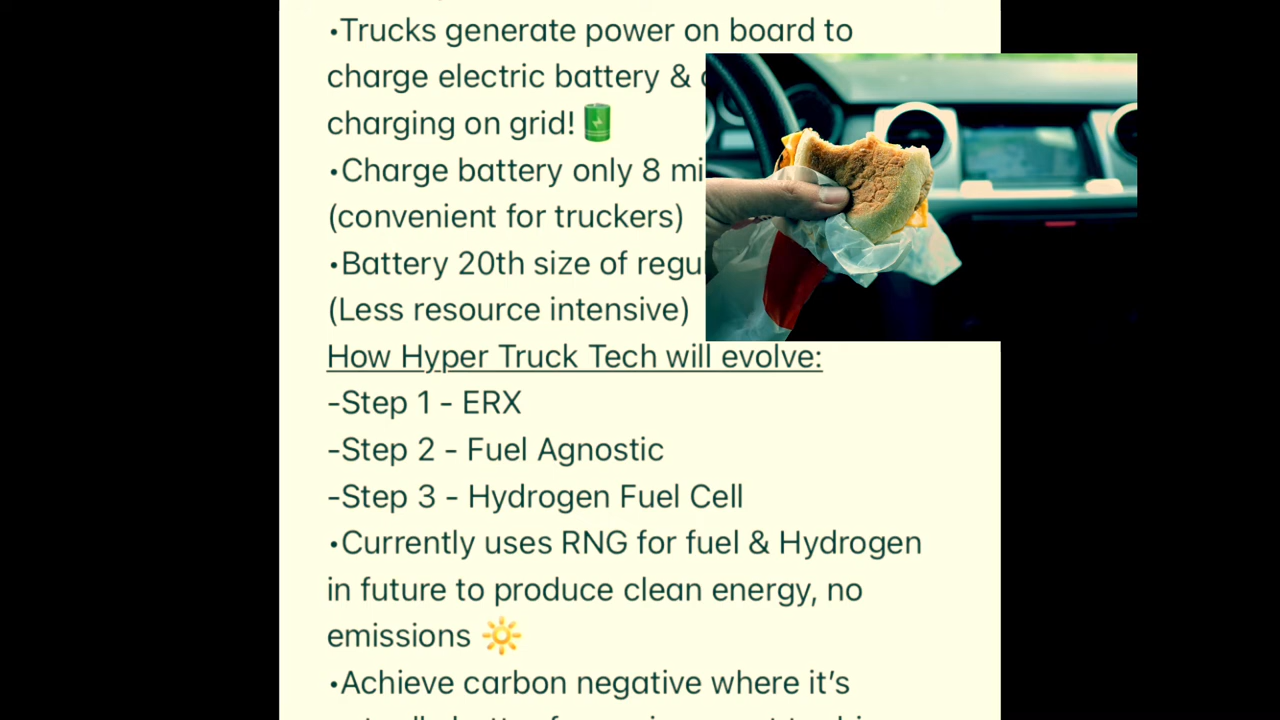 •Trucks generate power on board to
charge electric battery &
charging on grid!🔋
•Charge battery only 8
(convenient for truckers)
•Battery 20th size of
(Less resource intensive)
How Hyper Truck Tech will evolve:
-Step 1 - ERX
-Step 2 - Fuel Agnostic
-Step 3 - Hydrogen Fuel Cell
•Currently uses RNG for fuel & Hydrogen
in future to produce clean energy, no
emissions ☀️
•Achieve carbon negative where it’s